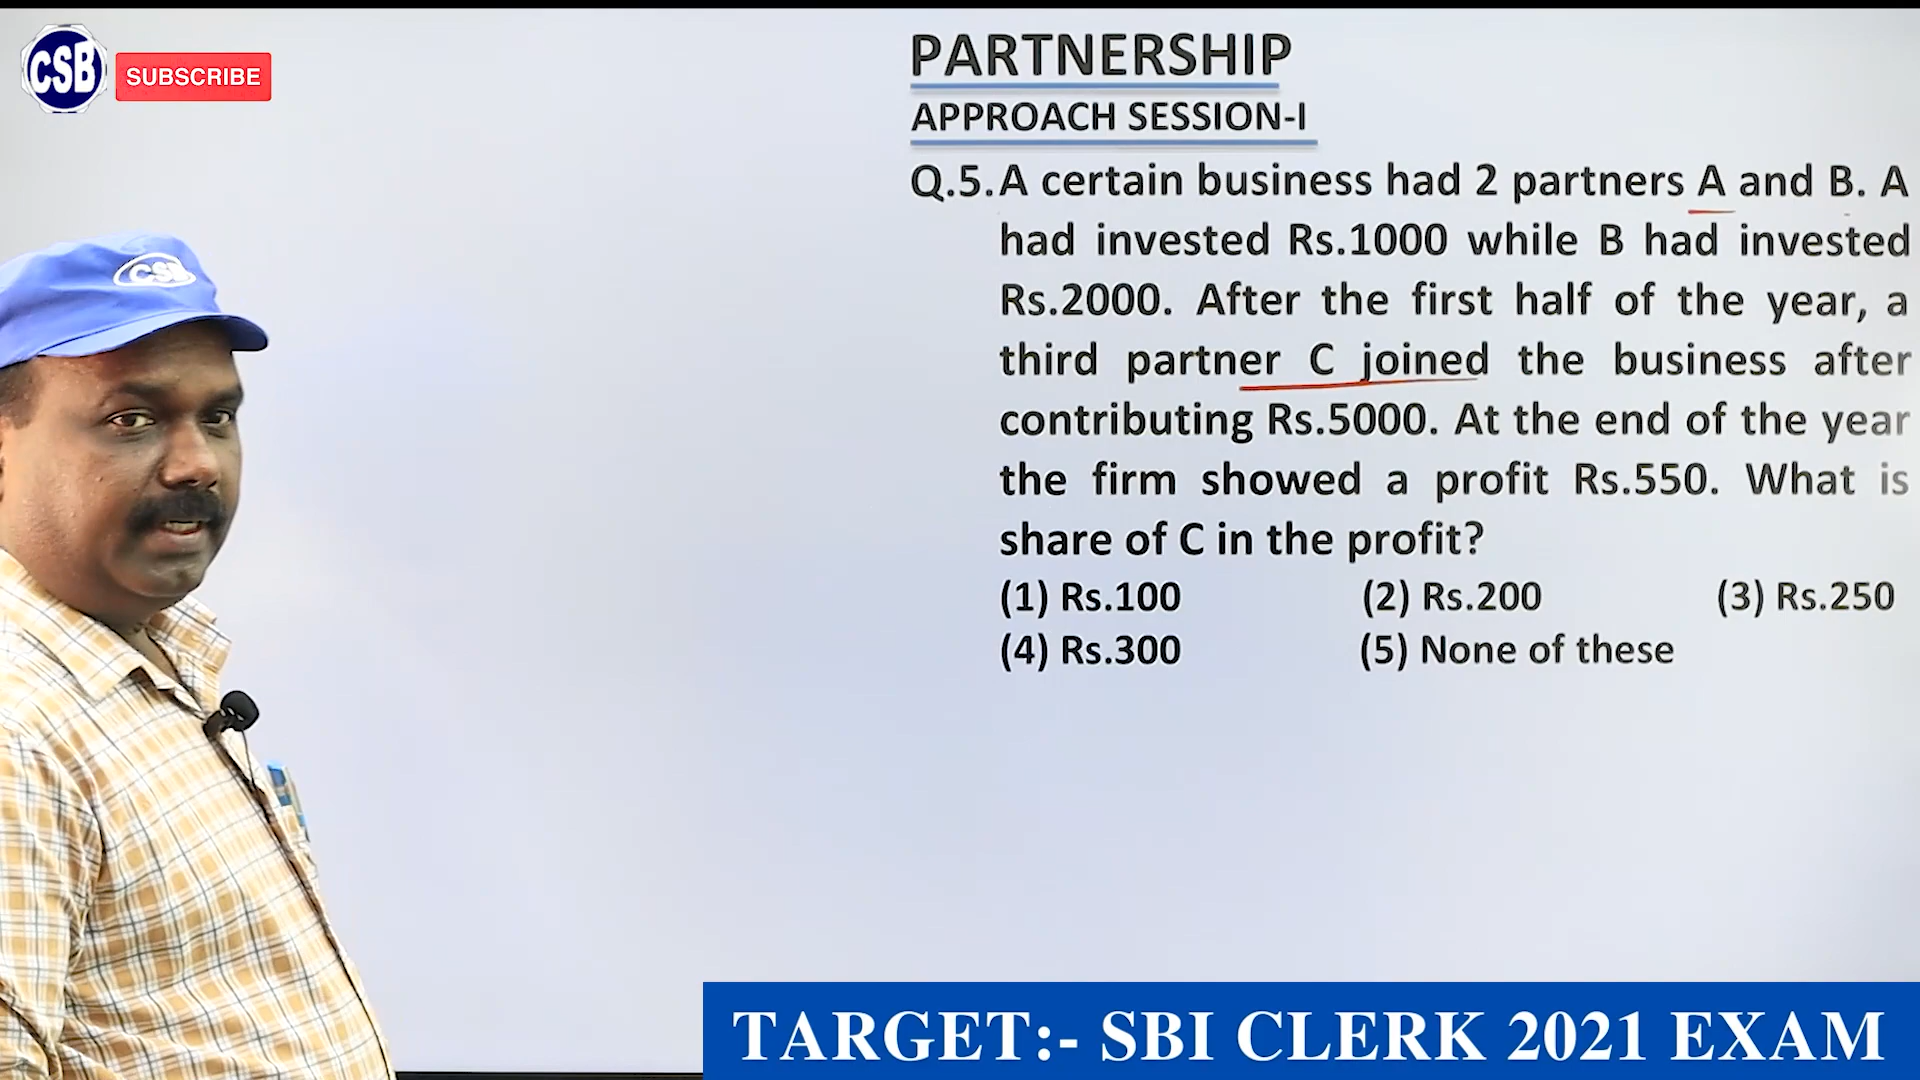 CSB
SUBSCRIBE
PARTNERSHIP
APPROACH SESSION-I
Q.5. A certain business had 2 partners A and B. A
had invested Rs.1000 while B had invested
Rs.2000. After the first half of the year, a
third partner C joined the business after
contributing Rs.5000. At the end of the year
the firm showed a profit Rs.550. What is
share of C in the profit?
(1) Rs.100 (2) Rs.200 (3) Rs.250
(4) Rs.300 (5) None of these
CSB
TARGET:- SBI CLERK 2021 EXAM